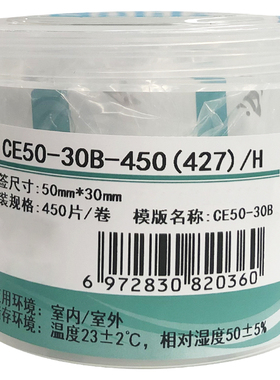 CE50-30B-450(427)/H
签尺寸:50mm*30mm
装规格:450片/卷 模版名称:CE50-30B
6 972830 820360
用环境:室内/室外
存环境:温度23±2℃,相对湿度50±5%